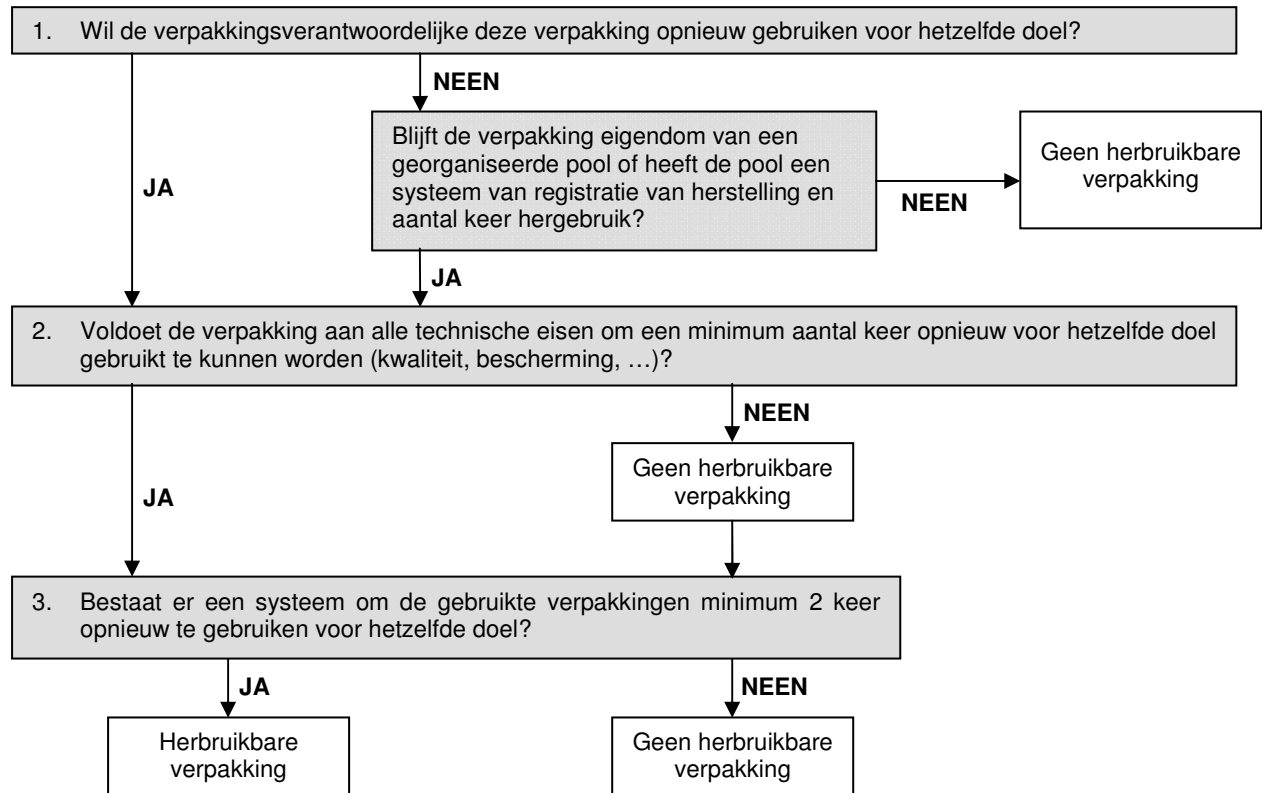 1. Wil de verpakkingsverantwoordelijke deze verpakking opnieuw gebruiken voor hetzelfde doel?
NEEN
Blijft de verpakking eigendom van een
georganiseerde pool of heeft de pool een
systeem van registratie van herstelling en
aantal keer hergebruik?
JA
NEEN
Geen herbruikbare
verpakking
JA
2. Voldoet de verpakking aan alle technische eisen om een minimum aantal keer opnieuw voor hetzelfde doel
gebruikt te kunnen worden (kwaliteit, bescherming, …)?
NEEN
Geen herbruikbare
verpakking
JA
3. Bestaat er een systeem om de gebruikte verpakkingen minimum 2 keer
opnieuw te gebruiken voor hetzelfde doel?
JA
NEEN
Herbruikbare
verpakking
Geen herbruikbare
verpakking